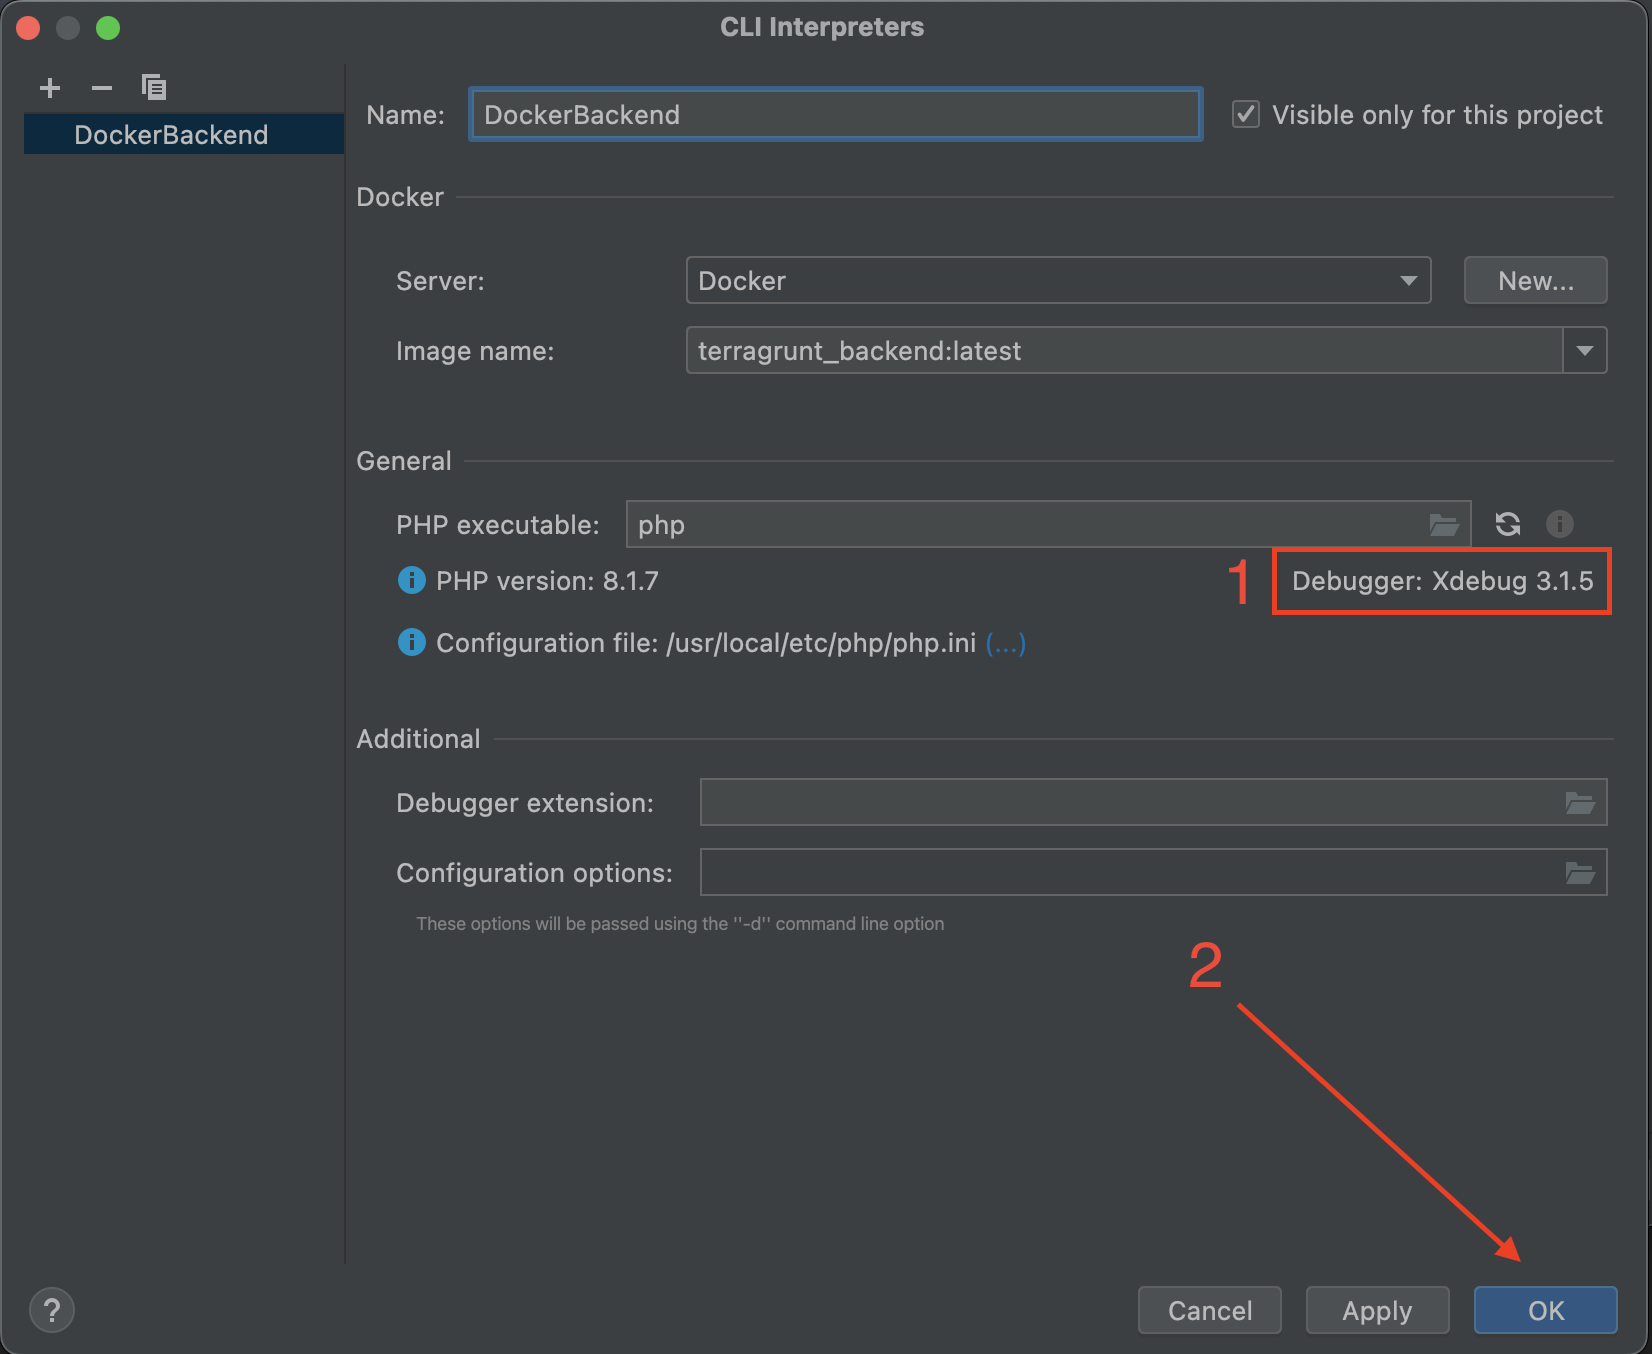 CLI Interpreters
DockerBackend
Name: DockerBackend Visible only for this project
Docker
Server: Docker New...
Image name: terragrunt_backend:latest
General
PHP executable: php
PHP version: 8.1.7 1 Debugger: Xdebug 3.1.5
Configuration file: /usr/local/etc/php/php.ini (...)
Additional
Debugger extension:
Configuration options:
These options will be passed using the ''-d'' command line option
2
? Cancel Apply OK